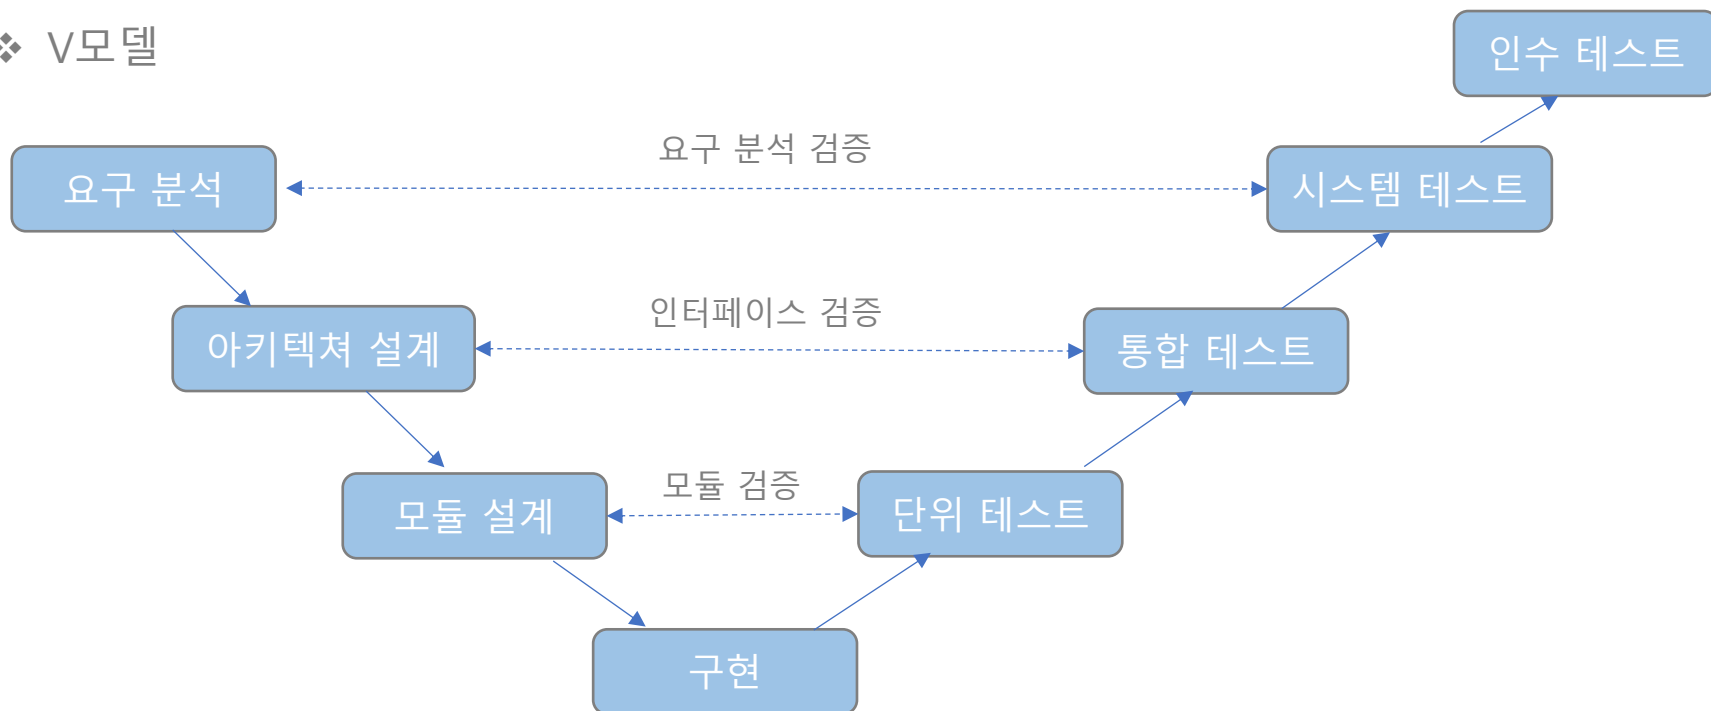 ❖ V모델
인수 테스트
요구 분석 검증
요구 분석
시스템 테스트
인터페이스 검증
아키텍쳐 설계
통합 테스트
모듈 검증
모듈 설계
단위 테스트
구현